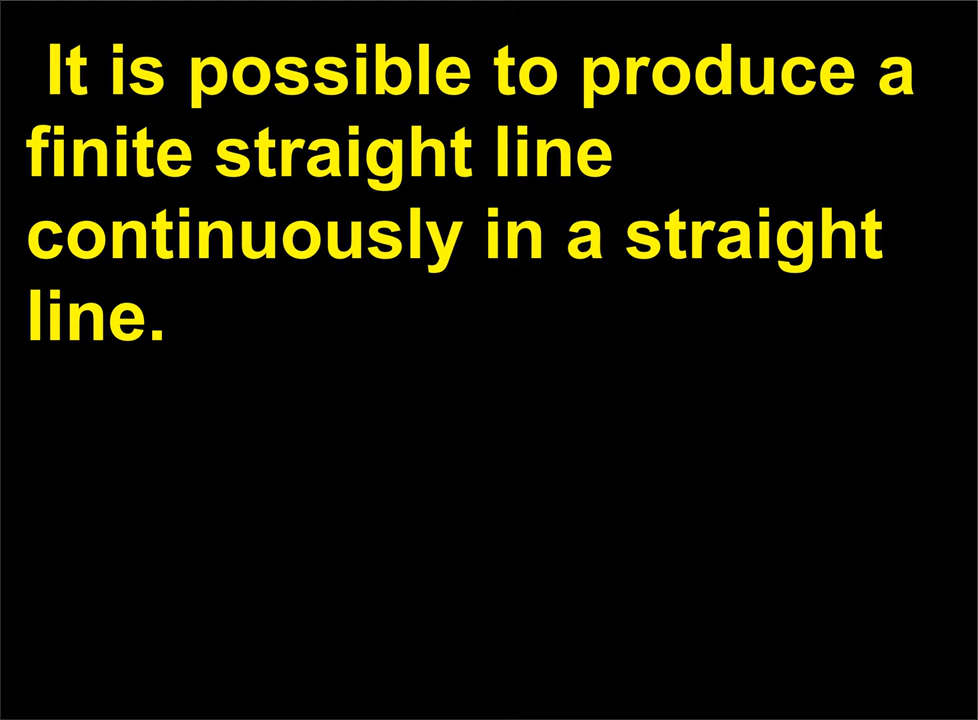 It is possible to produce a
finite straight line
continuously in a straight
line.